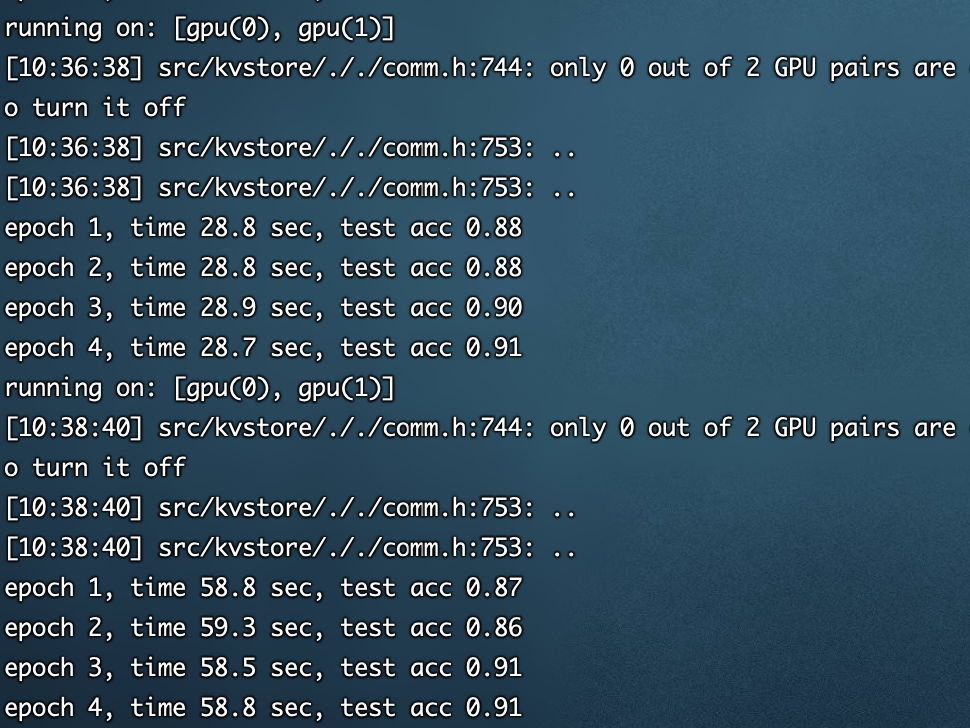 running on: [gpu(0), gpu(1)]
[10:36:38] src/kvstore/././comm.h:744: only 0 out of 2 GPU pairs are
o turn it off
[10:36:38] src/kvstore/././comm.h:753: ..
[10:36:38] src/kvstore/././comm.h:753: ..
epoch 1, time 28.8 sec, test acc 0.88
epoch 2, time 28.8 sec, test acc 0.88
epoch 3, time 28.9 sec, test acc 0.90
epoch 4, time 28.7 sec, test acc 0.91
running on: [gpu(0), gpu(1)]
[10:38:40] src/kvstore/././comm.h:744: only 0 out of 2 GPU pairs are
o turn it off
[10:38:40] src/kvstore/././comm.h:753: ..
[10:38:40] src/kvstore/././comm.h:753: ..
epoch 1, time 58.8 sec, test acc 0.87
epoch 2, time 59.3 sec, test acc 0.86
epoch 3, time 58.5 sec, test acc 0.91
epoch 4, time 58.8 sec, test acc 0.91